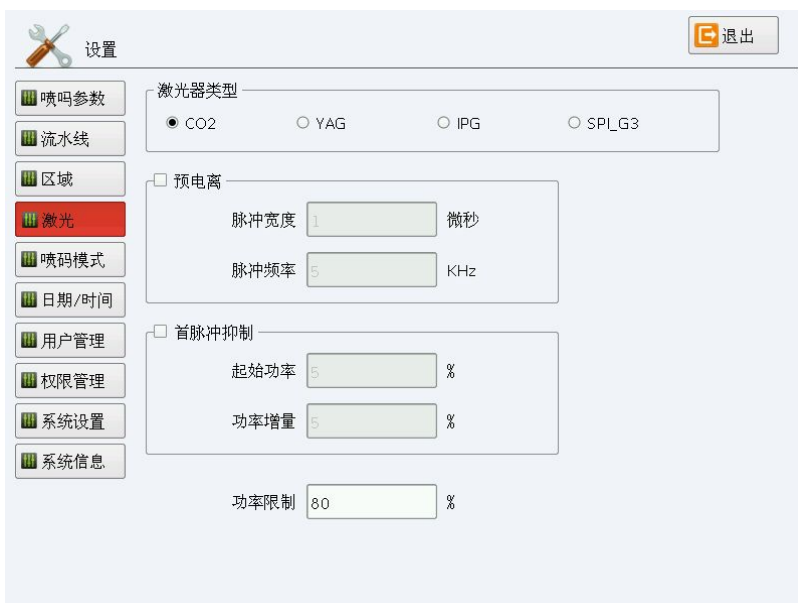 设置
退出
喷吗参数
流水线
区域
激光
喷码模式
日期/时间
用户管理
权限管理
系统设置
系统信息
激光器类型
CO2 YAG IPG SPI_G3
预电离
脉冲宽度 1 微秒
脉冲频率 5 KHz
首脉冲抑制
起始功率 5 %
功率增量 5 %
功率限制 80 %